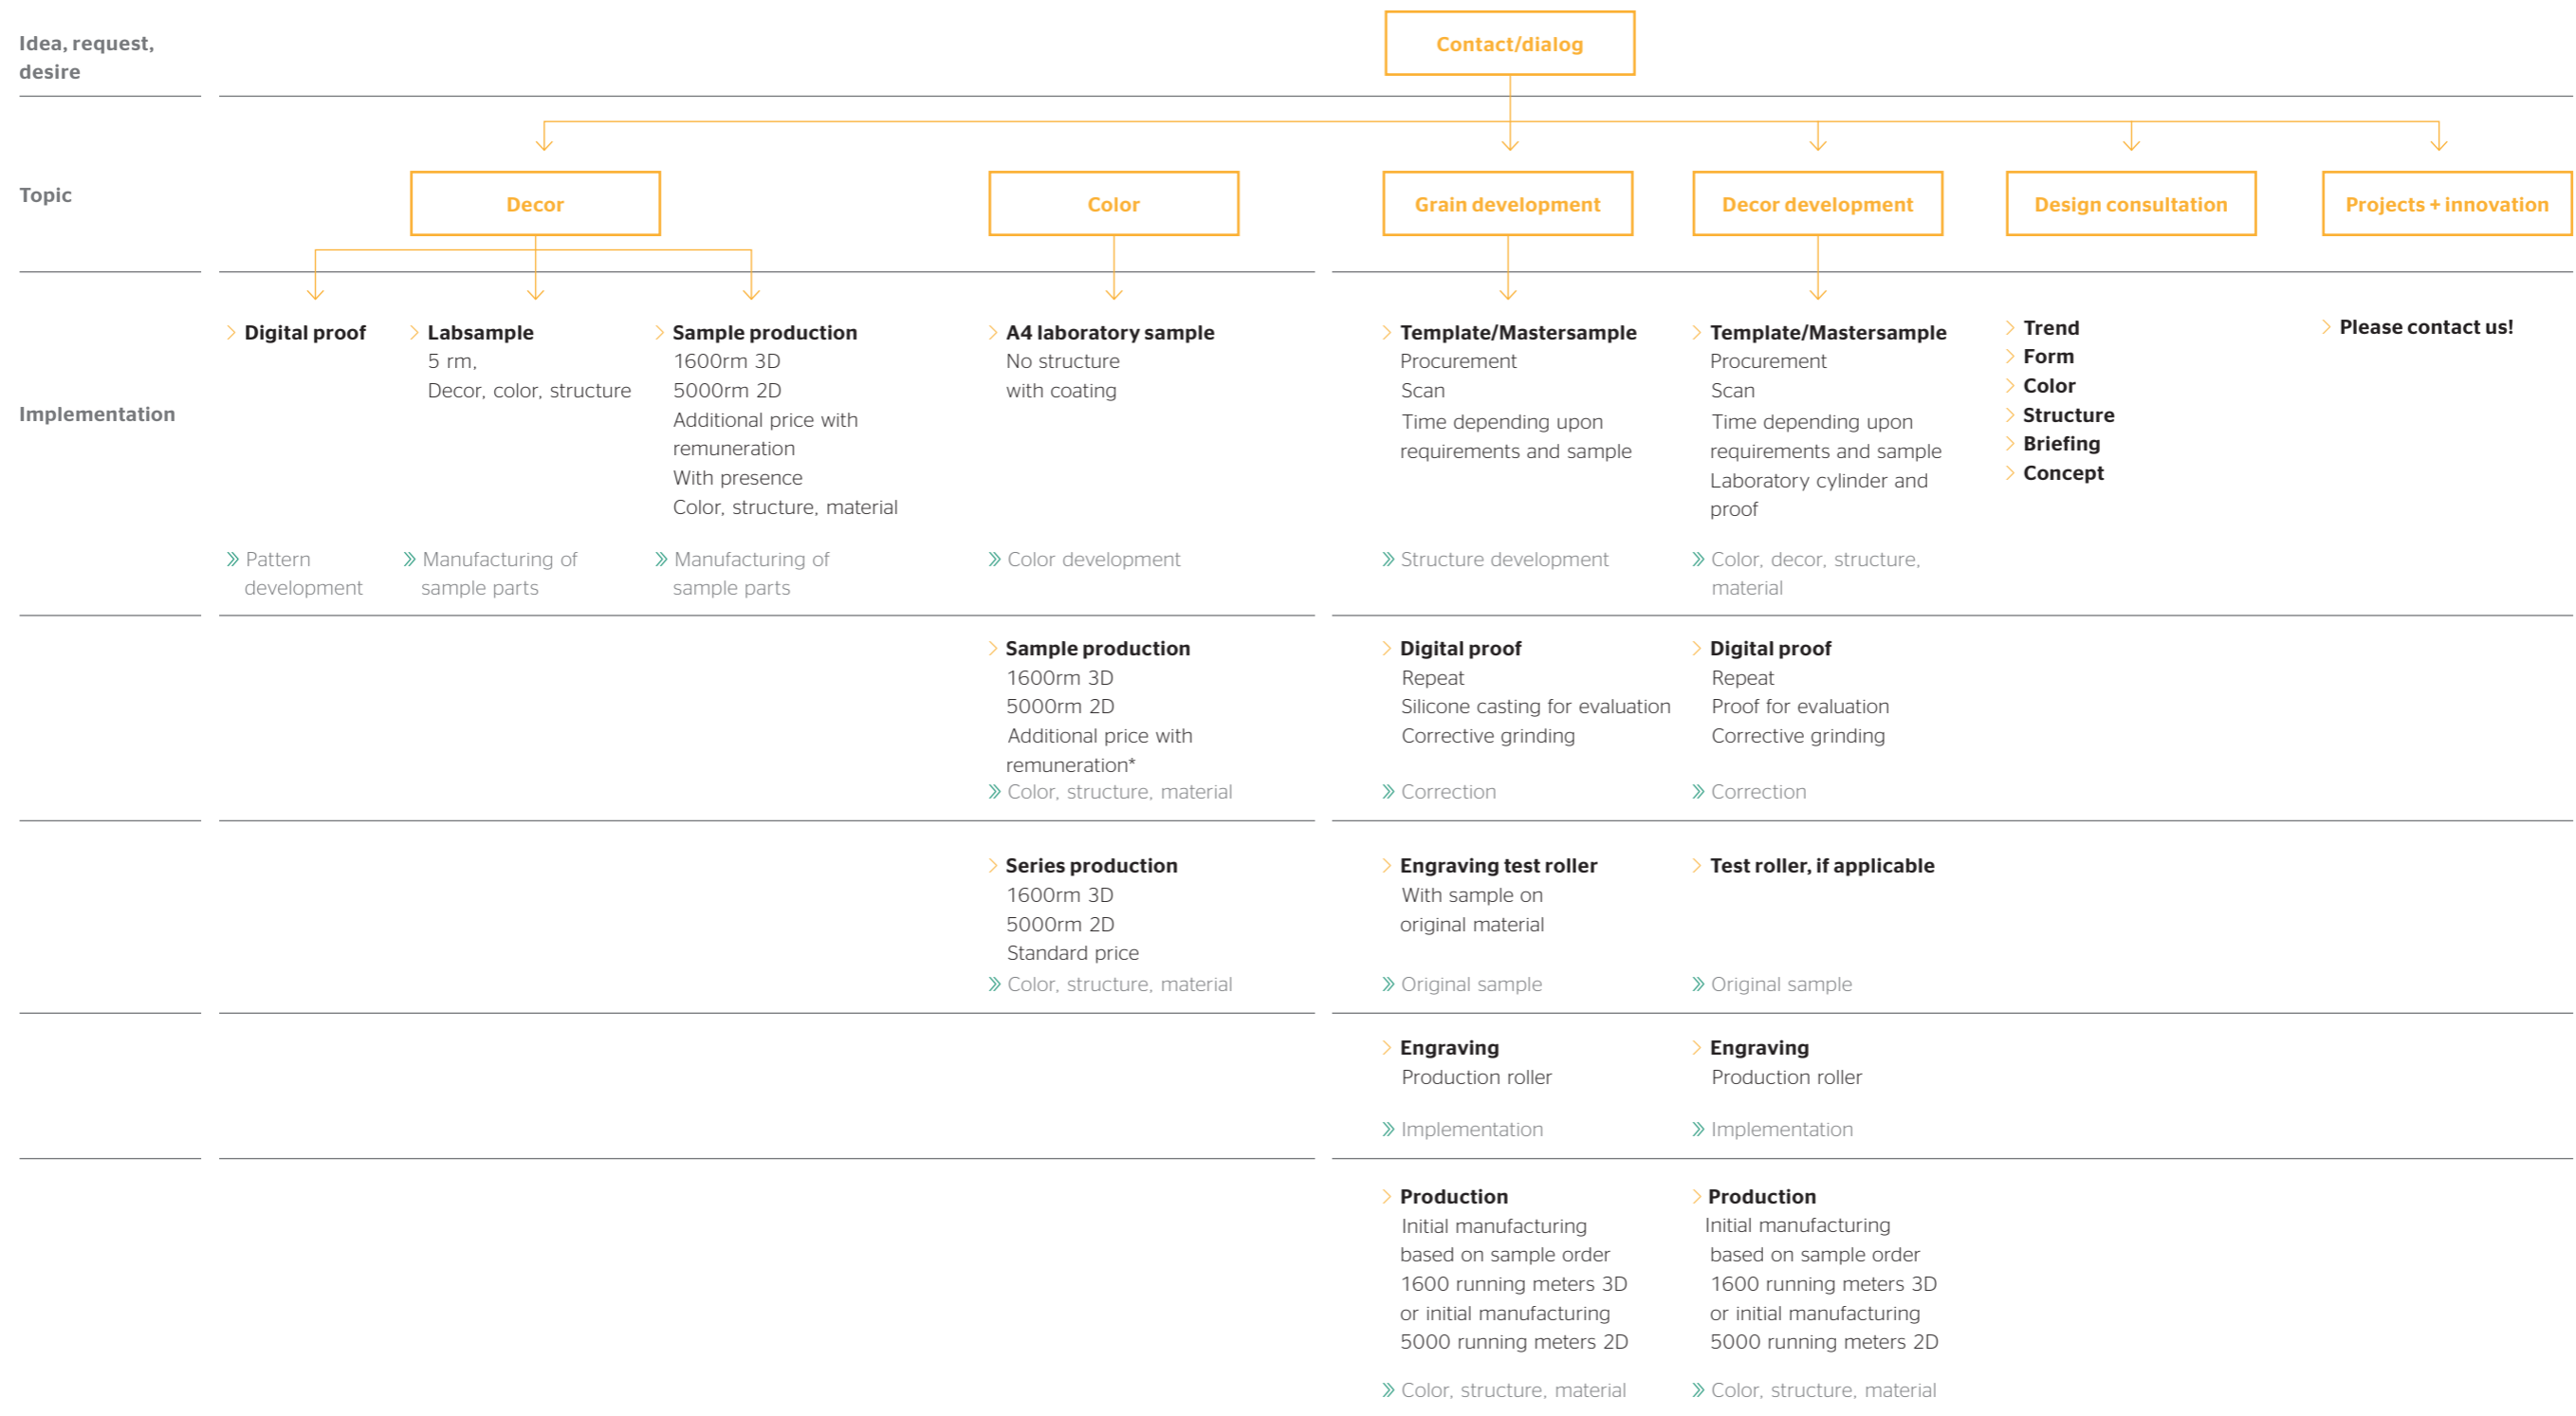 Idea, request,
desire
Contact/dialog
Topic
Decor
Color
Grain development
Decor development
Design consultation
Projects + innovation
Implementation
Digital proof
Pattern
development
Labsample
5 rm,
Decor, color, structure
Manufacturing of
sample parts
Sample production
1600rm 3D
5000rm 2D
Additional price with
remuneration
With presence
Color, structure, material
Manufacturing of
sample parts
A4 laboratory sample
No structure
with coating
Color development
Template/Mastersample
Procurement
Scan
Time depending upon
requirements and sample
Structure development
Template/Mastersample
Procurement
Scan
Time depending upon
requirements and sample
Laboratory cylinder and
proof
Color, decor, structure,
material
Trend
Form
Color
Structure
Briefing
Concept
Please contact us!
Sample production
1600rm 3D
5000rm 2D
Additional price with
remuneration*
Color, structure, material
Digital proof
Repeat
Silicone casting for evaluation
Corrective grinding
Correction
Digital proof
Repeat
Proof for evaluation
Corrective grinding
Correction
Series production
1600rm 3D
5000rm 2D
Standard price
Color, structure, material
Engraving test roller
With sample on
original material
Original sample
Test roller, if applicable
Original sample
Engraving
Production roller
Implementation
Engraving
Production roller
Implementation
Production
Initial manufacturing
based on sample order
1600 running meters 3D
or initial manufacturing
5000 running meters 2D
Color, structure, material
Production
Initial manufacturing
based on sample order
1600 running meters 3D
or initial manufacturing
5000 running meters 2D
Color, structure, material